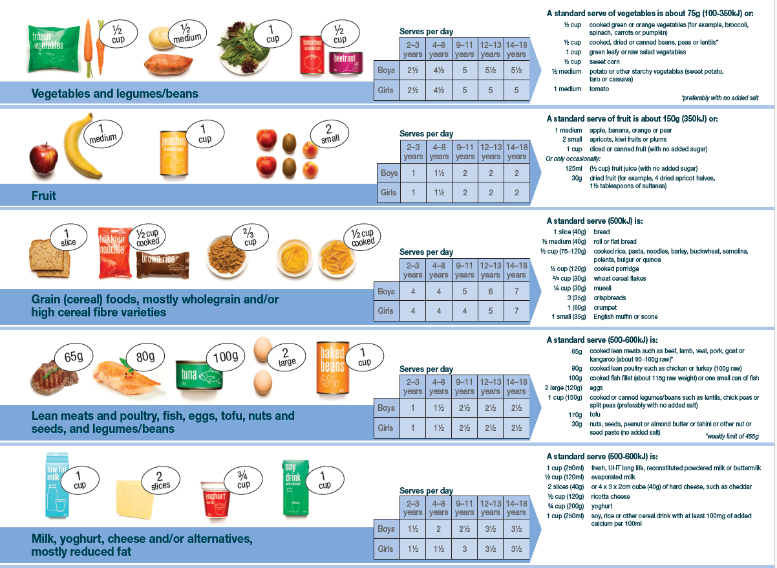 A standard serve of vegetables is about 75g (100-350kJ) or:
frozen vegetables
½ cup
½ medium
1 cup
tomatoes
beetroot
½ cup
Serves per day
2–3 years 4–8 years 9–11 years 12–13 years 14–18 years
Boys 2½ 4½ 5 5½ 5½
Girls 2½ 4½ 5 5 5
½ cup cooked green or orange vegetables (for example, broccoli,
spinach, carrots or pumpkin)
½ cup cooked, dried or canned beans, peas or lentils*
1 cup green leafy or raw salad vegetables
½ cup sweet corn
½ medium potato or other starchy vegetables (sweet potato,
taro or cassava)
1 medium tomato
*preferably with no added salt
Vegetables and legumes/beans
A standard serve of fruit is about 150g (350kJ) or:
1 medium
peaches
1 cup
2 small
Serves per day
2–3 years 4–8 years 9–11 years 12–13 years 14–18 years
Boys 1 1½ 2 2 2
Girls 1 1½ 2 2 2
1 medium apple, banana, orange or pear
2 small apricots, kiwi fruits or plums
1 cup diced or canned fruit (with no added sugar)
Or only occasionally:
125ml (½ cup) fruit juice (with no added sugar)
30g dried fruit (for example, 4 dried apricot halves,
1½ tablespoons of sultanas)
Fruit
A standard serve (500kJ) is:
1 slice
hokkien noodles
½ cup cooked
brown rice
⅔ cup
½ cup cooked
Serves per day
2–3 years 4–8 years 9–11 years 12–13 years 14–18 years
Boys 4 4 5 6 7
Girls 4 4 4 5 7
1 slice (40g) bread
½ medium (40g) roll or flat bread
½ cup (75–120g) cooked rice, pasta, noodles, barley, buckwheat, semolina,
polenta, bulgur or quinoa
½ cup (120g) cooked porridge
⅔ cup (30g) wheat cereal flakes
¼ cup (30g) muesli
3 (35g) crispbreads
1 (60g) crumpet
1 small (35g) English muffin or scone
Grain (cereal) foods, mostly wholegrain and/or
high cereal fibre varieties
A standard serve (500-600kJ) is:
65g
80g
tuna
100g
2 large
baked beans
1 cup
Serves per day
2–3 years 4–8 years 9–11 years 12–13 years 14–18 years
Boys 1 1½ 2½ 2½ 2½
Girls 1 1½ 2½ 2½ 2½
65g cooked lean meats such as beef, lamb, veal, pork, goat or
kangaroo (about 90–100g raw)*
80g cooked lean poultry such as chicken or turkey (100g raw)
100g cooked fish fillet (about 115g raw weight) or one small can of fish
2 large (120g) eggs
1 cup (150g) cooked or canned legumes/beans such as lentils, chick peas or
split peas (preferably with no added salt)
170g tofu
30g nuts, seeds, peanut or almond butter or tahini or other nut or
seed paste (no added salt)
*weekly limit of 455g
Lean meats and poultry, fish, eggs, tofu, nuts and
seeds, and legumes/beans
A standard serve (500-600kJ) is:
low fat milk
1 cup
2 slices
yoghurt
¾ cup
soy drink
1 cup
Serves per day
2–3 years 4–8 years 9–11 years 12–13 years 14–18 years
Boys 1½ 2 2½ 3½ 3½
Girls 1½ 1½ 3 3½ 3½
1 cup (250ml) fresh, UHT long life, reconstituted powdered milk or buttermilk
½ cup (120ml) evaporated milk
2 slices (40g) or 4 x 3 x 2cm cube (40g) of hard cheese, such as cheddar
½ cup (120g) ricotta cheese
¾ cup (200g) yoghurt
1 cup (250ml) soy, rice or other cereal drink with at least 100mg of added
calcium per 100ml
Milk, yoghurt, cheese and/or alternatives,
mostly reduced fat